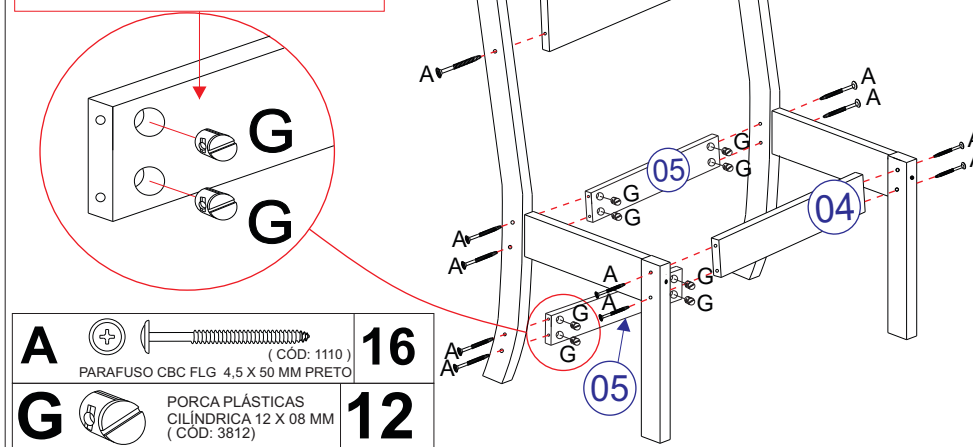 A
A
A
G
G
G
05
G
G
G
G
04
A
A
A
A
A
A
G
G
G
G
A
A
05
A ( CÓD: 1110 ) 16
PARAFUSO CBC FLG 4,5 X 50 MM PRETO
G PORCA PLÁSTICAS 12
CILÍNDRICA 12 X 08 MM
( CÓD: 3812)